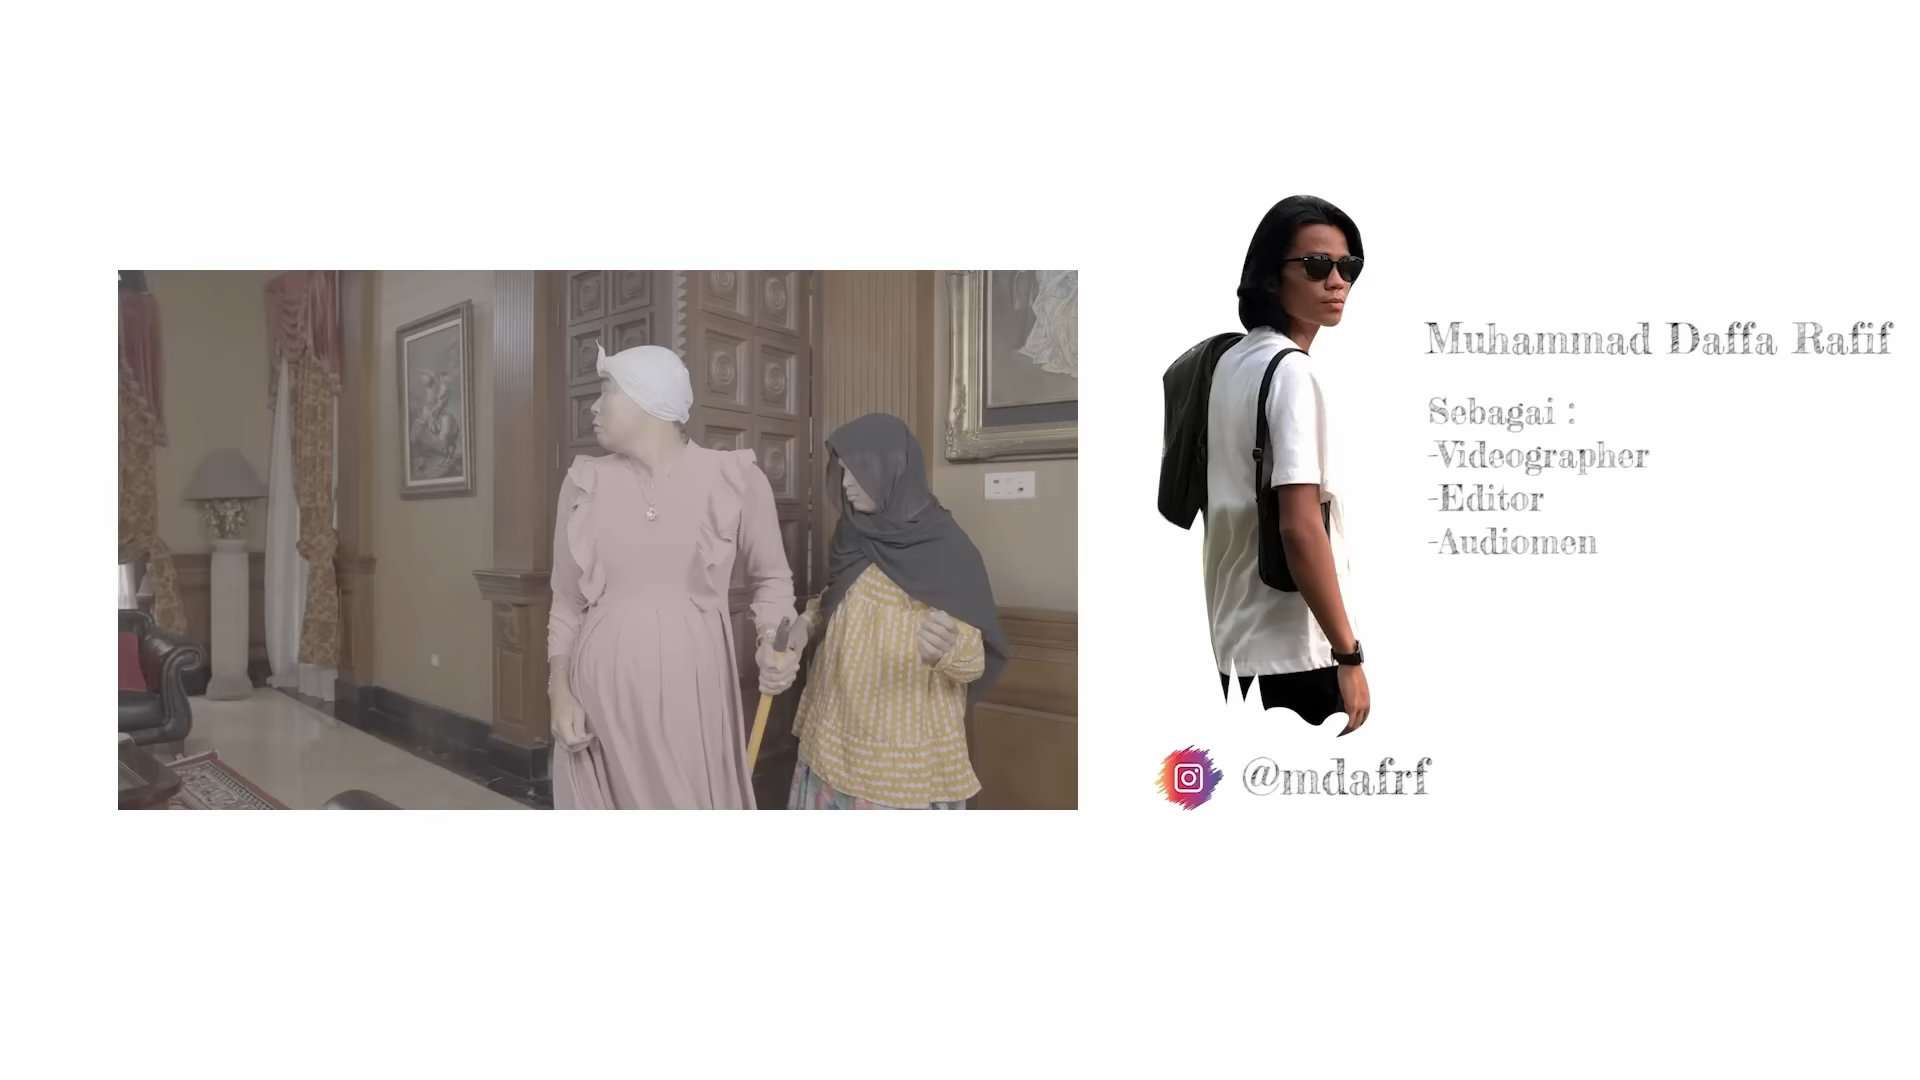 Muhammad Daffa Rafif
Sebagai :
-Videographer
-Editor
-Audiomen
@mdafrf